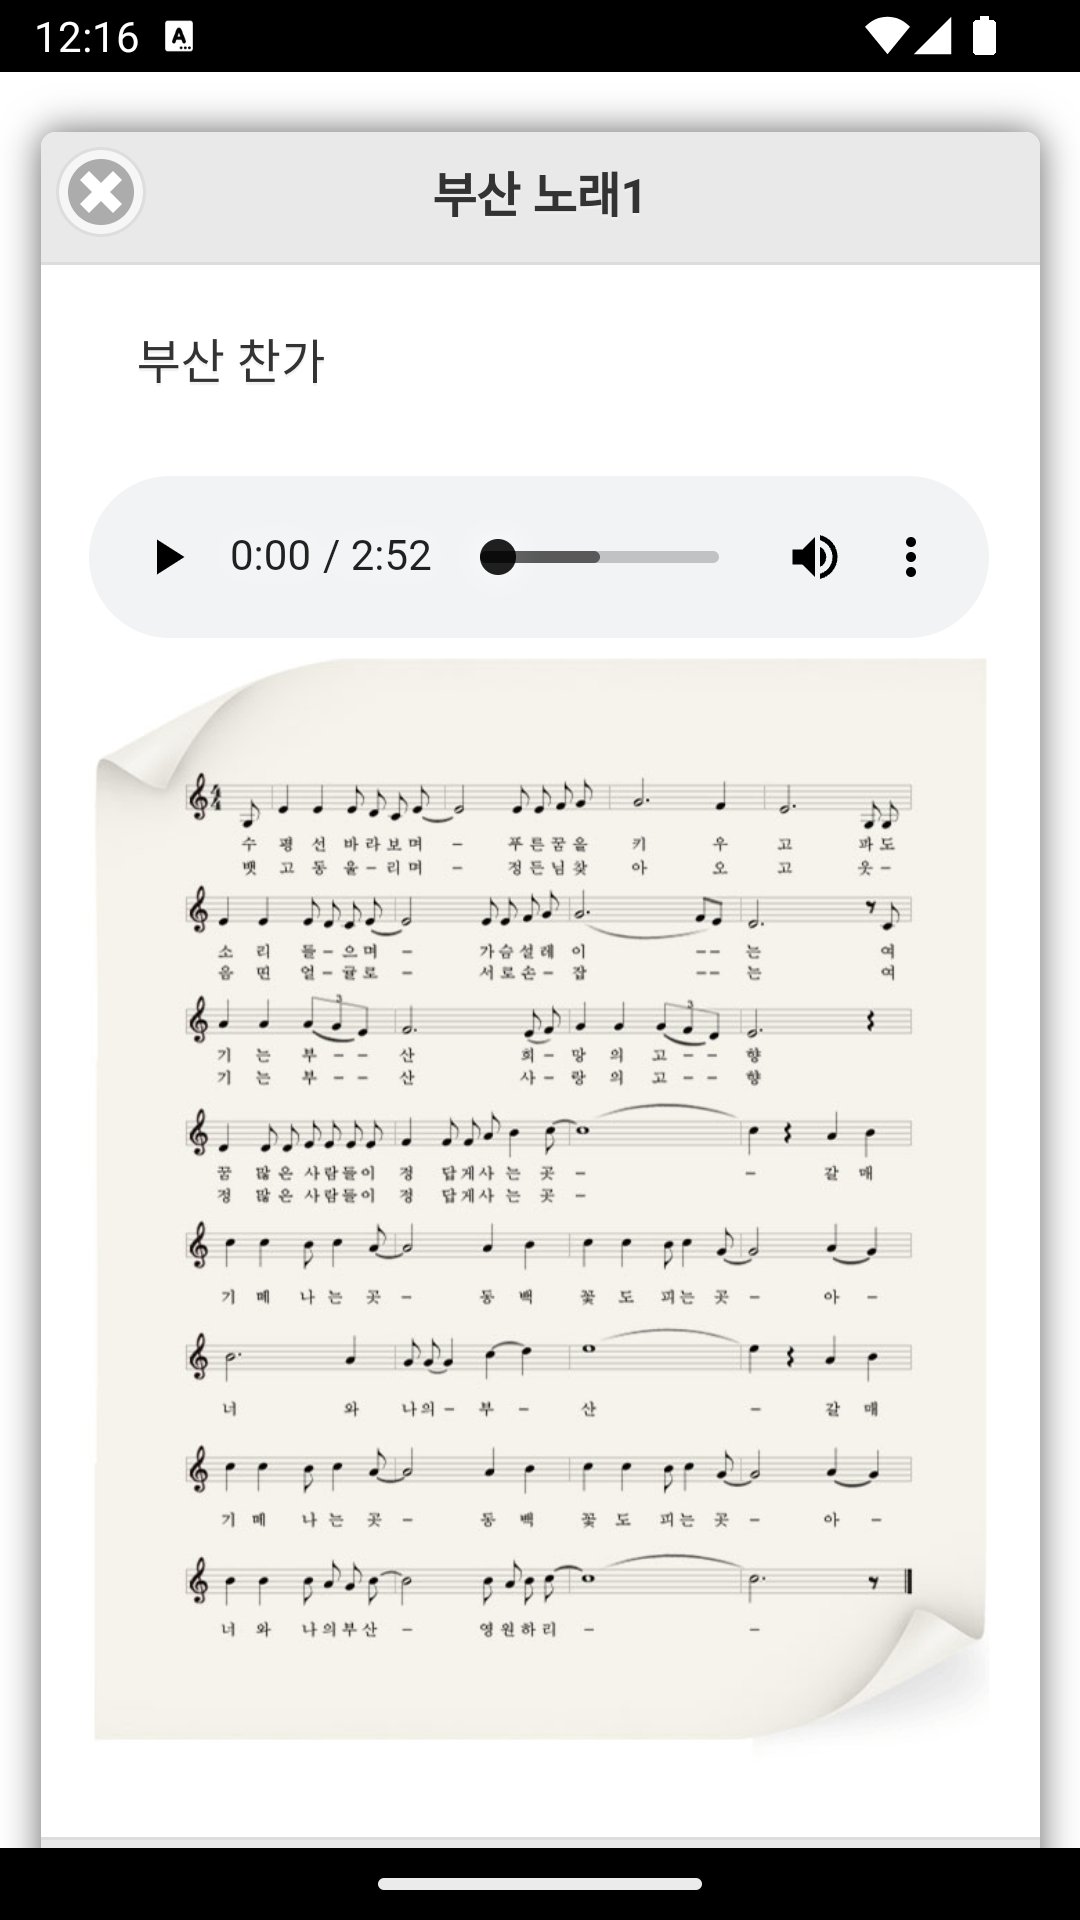 12:16
부산 노래1
부산 찬가
0:00 / 2:52
수 평 선 바 라 보 며 – 푸 른 꿈 을 키 우 고 파 도
뱃 고 동 울 – 리 며 – 정 든 님 찾 아 오 고 웃 –
소 리 들 – 으 며 – 가 슴 설 레 이 – – 는 여
음 띤 얼 – 굴 로 – 서 로 손 – 잡 – – 는 여
기 는 부 – – 산 희 – 망 의 고 – – 향
기 는 부 – – 산 사 – 랑 의 고 – – 향
꿈 많 은 사 람 들 이 정 답 게 사 는 곳 – – 갈 매
정 많 은 사 람 들 이 정 답 게 사 는 곳 –
기 떼 나 는 곳 – 동 백 꽃 도 피 는 곳 – 아 –
너 와 나 의 – 부 – 산 – 갈 매
기 떼 나 는 곳 – 동 백 꽃 도 피 는 곳 – 아 –
너 와 나 의 부 산 – 영 원 하 리 – –